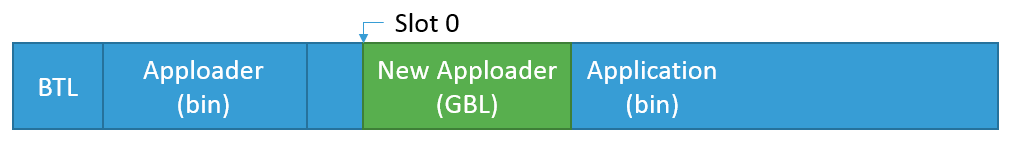 Slot 0
BTL
Apploader
(bin)
New Apploader
(GBL)
Application
(bin)